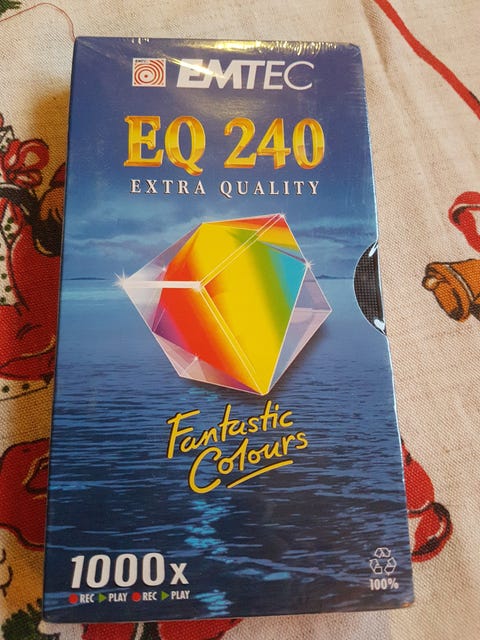 EMTEC
EQ 240
EXTRA QUALITY
Fantastic
Colours
1000x
REC PLAY REC PLAY
100%